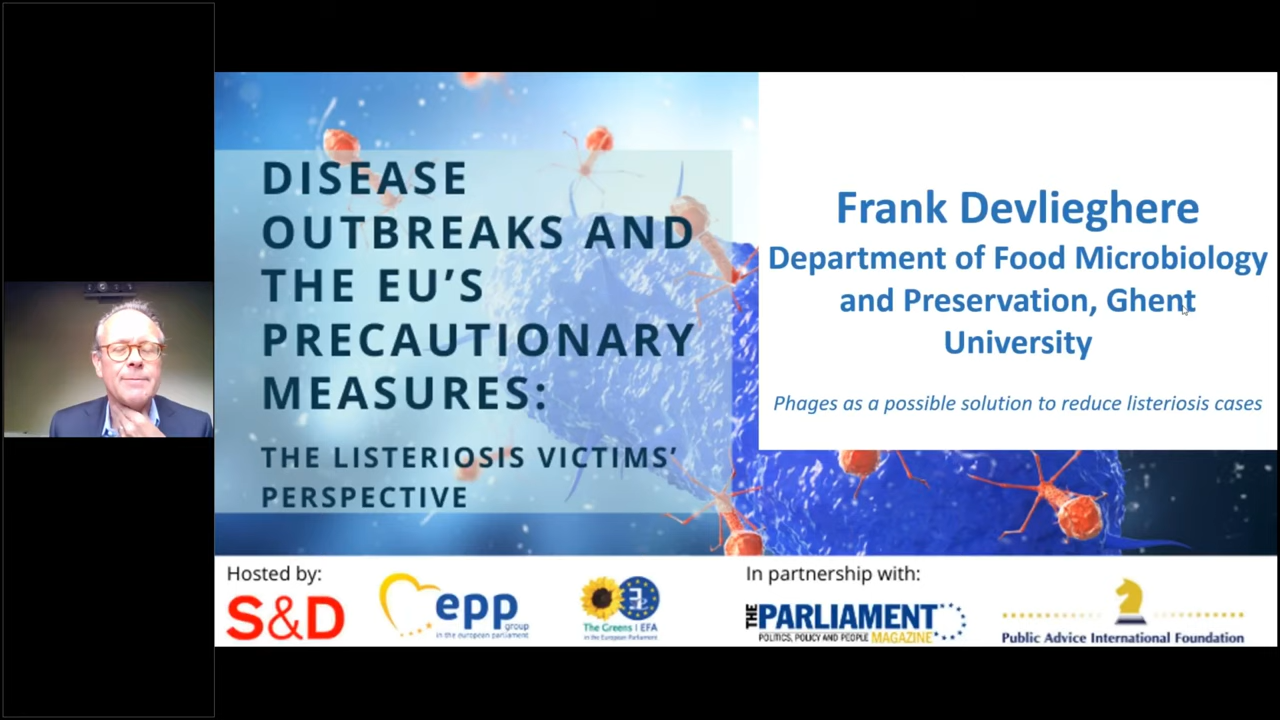 DISEASE
OUTBREAKS AND
THE EU'S
PRECAUTIONARY
MEASURES:
THE LISTERIOSIS VICTIMS'
PERSPECTIVE
Frank Devlieghere
Department of Food Microbiology
and Preservation, Ghent
University
Phages as a possible solution to reduce listeriosis cases
Hosted by:
S&D
epp
group
in the european parliament
The Greens | EFA
in the European Parliament
In partnership with:
THE PARLIAMENT
POLITICS, POLICY AND PEOPLE MAGAZINE
Public Advice International Foundation